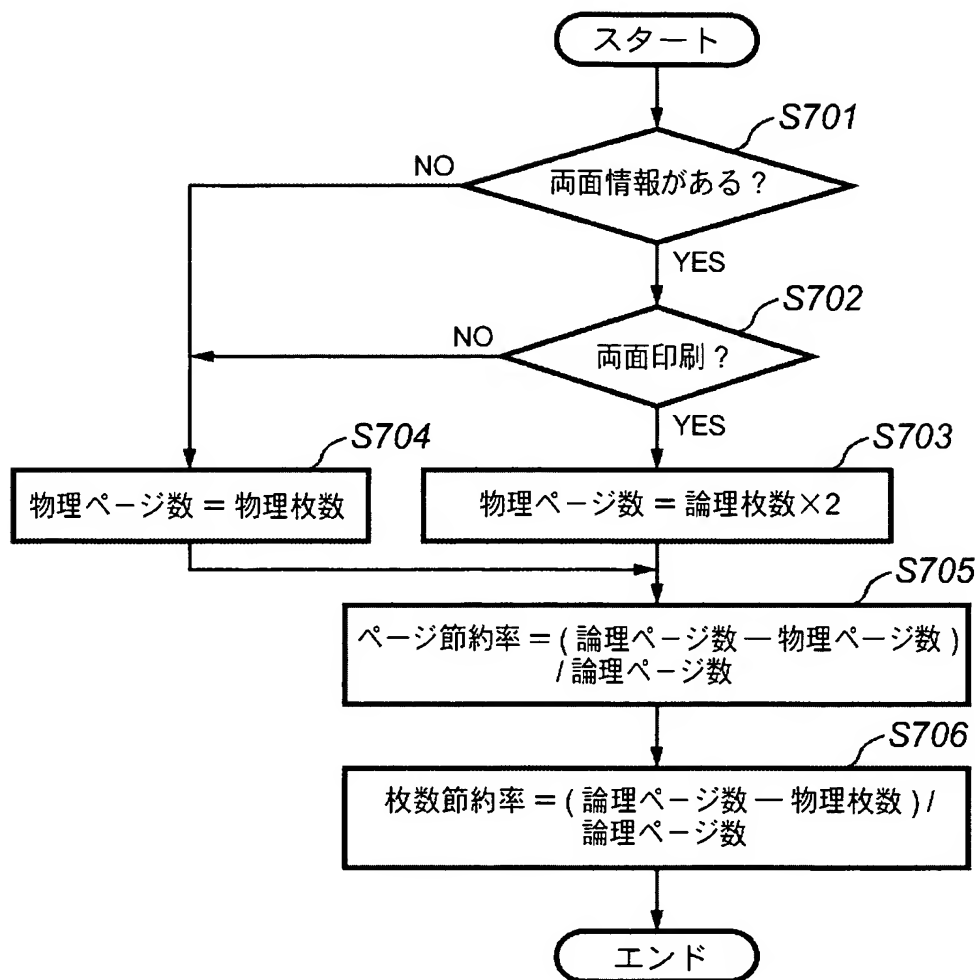 スタート
S701
両面情報がある？
NO
YES
S702
両面印刷？
NO
YES
S704
物理ページ数 = 物理枚数
S703
物理ページ数 = 論理枚数×2
S705
ページ節約率 = ( 論理ページ数 — 物理ページ数 )
/ 論理ページ数
S706
枚数節約率 = ( 論理ページ数 — 物理枚数 ) /
論理ページ数
エンド